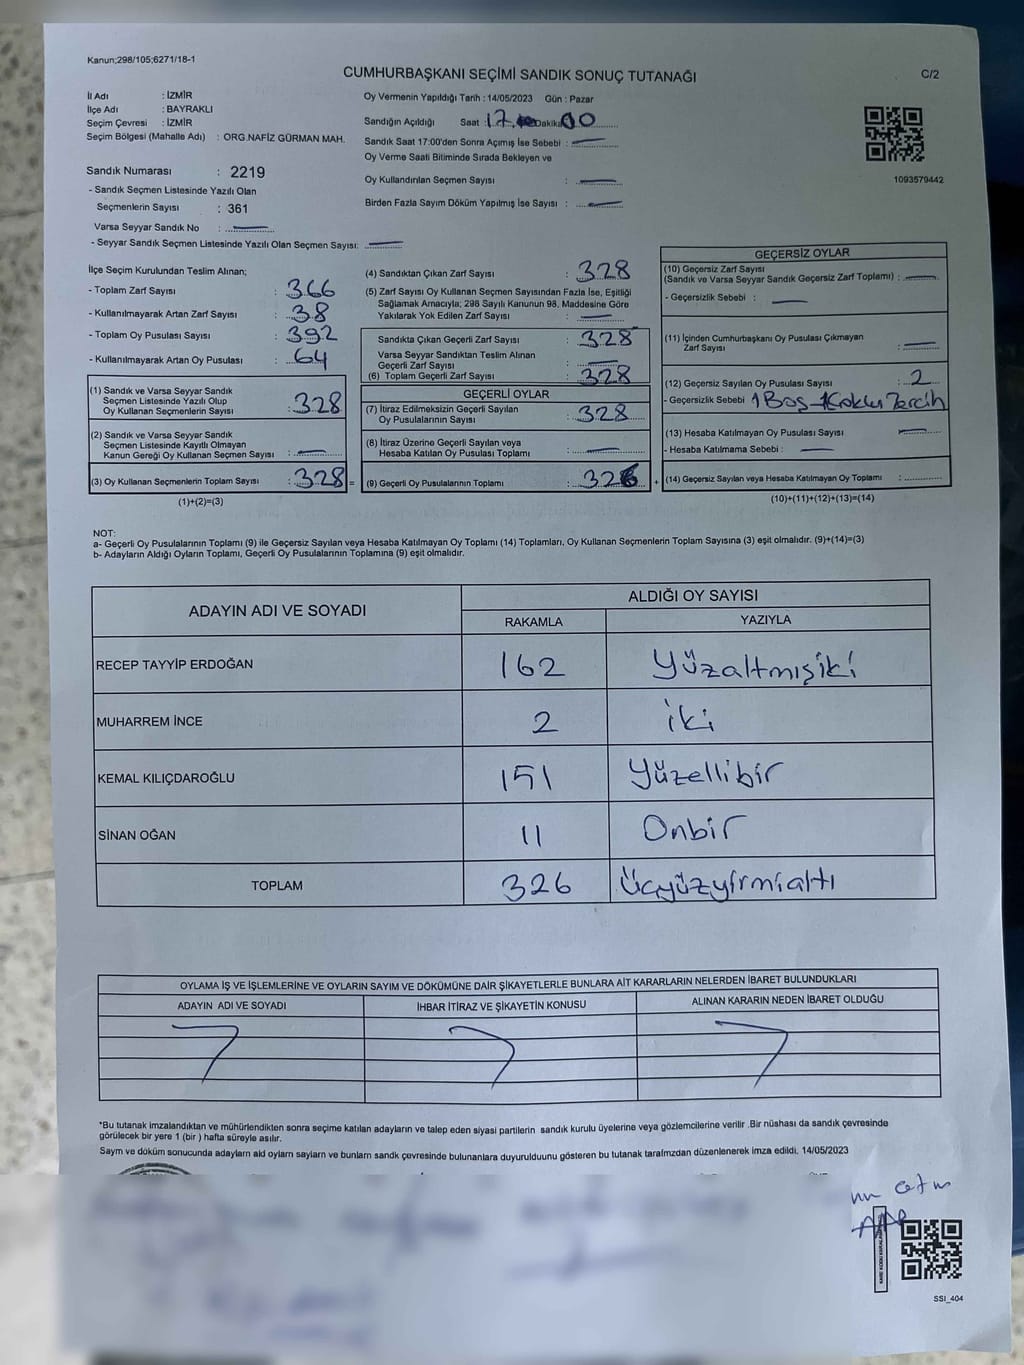 Kanun;298/105;6271/18-1
CUMHURBAŞKANI SEÇİMİ SANDIK SONUÇ TUTANAĞI
C/2
İl Adı : İZMİR
İlçe Adı : BAYRAKLI
Seçim Çevresi : İZMİR
Seçim Bölgesi (Mahalle Adı) : ORG.NAFİZ GÜRMAN MAH.
Sandık Numarası : 2219
- Sandık Seçmen Listesinde Yazılı Olan
Seçmenlerin Sayısı : 361
Varsa Seyyar Sandık No : —
- Seyyar Sandık Seçmen Listesinde Yazılı Olan Seçmen Sayısı: —
Oy Vermenin Yapıldığı Tarih : 14/05/2023 Gün : Pazar
Sandığın Açıldığı Saat : 17 Dakika 00
Sandık Saat 17:00'den Sonra Açımış İse Sebebi : —
Oy Verme Saati Bitiminde Sırada Bekleyen ve
Oy Kullandırılan Seçmen Sayısı : —
Birden Fazla Sayım Döküm Yapılmış İse Sayısı : —
1093579442
İlçe Seçim Kurulundan Teslim Alınan;
- Toplam Zarf Sayısı : 366
- Kullanılmayarak Artan Zarf Sayısı : 38
- Toplam Oy Pusulası Sayısı : 392
- Kullanılmayarak Artan Oy Pusulası : 64
(1) Sandık ve Varsa Seyyar Sandık
Seçmen Listesinde Yazılı Olup
Oy Kullanan Seçmenlerin Sayısı : 328
(2) Sandık ve Varsa Seyyar Sandık
Seçmen Listesinde Kayıtlı Olmayan
Kanun Gereği Oy Kullanan Seçmen Sayısı : —
(3) Oy Kullanan Seçmenlerin Toplam Sayısı : 328 =
(1)+(2)=(3)
(4) Sandıktan Çıkan Zarf Sayısı : 328
(5) Zarf Sayısı Oy Kullanan Seçmen Sayısından Fazla İse, Eşitliği
Sağlamak Amacıyla; 298 Sayılı Kanunun 98. Maddesine Göre
Yakılarak Yok Edilen Zarf Sayısı : —
Sandıkta Çıkan Geçerli Zarf Sayısı : 328
Varsa Seyyar Sandıktan Teslim Alınan
Geçerli Zarf Sayısı : —
(6) Toplam Geçerli Zarf Sayısı : 328
GEÇERLİ OYLAR
(7) İtiraz Edilmeksizin Geçerli Sayılan
Oy Pusulalarının Sayısı : 328
(8) İtiraz Üzerine Geçerli Sayılan veya
Hesaba Katılan Oy Pusulası Toplamı : —
(9) Geçerli Oy Pusulalarının Toplamı : 326 +
GEÇERSİZ OYLAR
(10) Geçersiz Zarf Sayısı
(Sandık ve Varsa Seyyar Sandık Geçersiz Zarf Toplamı) : —
- Geçersizlik Sebebi : —
(11) İçinden Cumhurbaşkanı Oy Pusulası Çıkmayan
Zarf Sayısı : —
(12) Geçersiz Sayılan Oy Pusulası Sayısı : 2
- Geçersizlik Sebebi 1 Boş - 1 Çoklu Tercih
(13) Hesaba Katılmayan Oy Pusulası Sayısı : —
- Hesaba Katılmama Sebebi : —
(14) Geçersiz Sayılan veya Hesaba Katılmayan Oy Toplamı :
(10)+(11)+(12)+(13)=(14)
NOT:
a- Geçerli Oy Pusulalarının Toplamı (9) ile Geçersiz Sayılan veya Hesaba Katılmayan Oy Toplamı (14) Toplamları, Oy Kullanan Seçmenlerin Toplam Sayısına (3) eşit olmalıdır. (9)+(14)=(3)
b- Adayların Aldığı Oyların Toplamı, Geçerli Oy Pusulalarının Toplamına (9) eşit olmalıdır.
ADAYIN ADI VE SOYADI ALDIĞI OY SAYISI
RAKAMLA YAZIYLA
RECEP TAYYİP ERDOĞAN 162 Yüzaltmışiki
MUHARREM İNCE 2 iki
KEMAL KILIÇDAROĞLU 151 Yüzellibir
SİNAN OĞAN 11 Onbir
TOPLAM 326 Üçyüzyirmialtı
OYLAMA İŞ VE İŞLEMLERİNE VE OYLARIN SAYIM VE DÖKÜMÜNE DAİR ŞİKAYETLERLE BUNLARA AİT KARARLARIN NELERDEN İBARET BULUNDUKLARI
ADAYIN ADI VE SOYADI İHBAR İTİRAZ VE ŞİKAYETİN KONUSU ALINAN KARARIN NEDEN İBARET OLDUĞU
*Bu tutanak imzalandıktan ve mühürlendikten sonra seçime katılan adayların ve talep eden siyasi partilerin sandık kurulu üyelerine veya gözlemcilerine verilir .Bir nüshası da sandık çevresinde
görülecek bir yere 1 (bir ) hafta süreyle asılır.
Saym ve döküm sonucunda adaylarn ald oylarn saylarn ve bunlarn sandk çevresinde bulunanlara duyurulduunu gösteren bu tutanak tarafmzdan düzenlenerek imza edildi. 14/05/2023
SSI_404